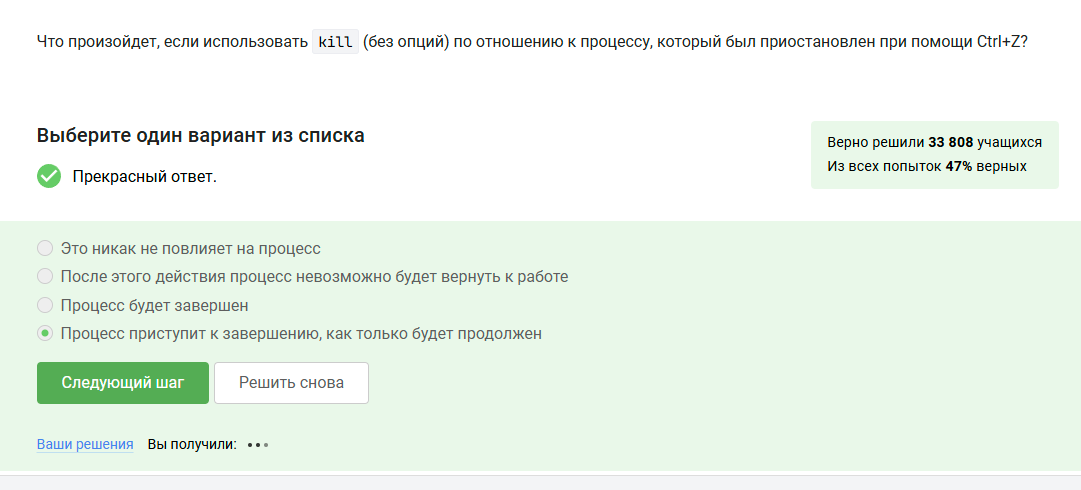 Что произойдет, если использовать kill (без опций) по отношению к процессу, который был приостановлен при помощи Ctrl+Z?
Выберите один вариант из списка
Прекрасный ответ.
Верно решили 33 808 учащихся
Из всех попыток 47% верных
Это никак не повлияет на процесс
После этого действия процесс невозможно будет вернуть к работе
Процесс будет завершен
Процесс приступит к завершению, как только будет продолжен
Следующий шаг
Решить снова
Ваши решения Вы получили: